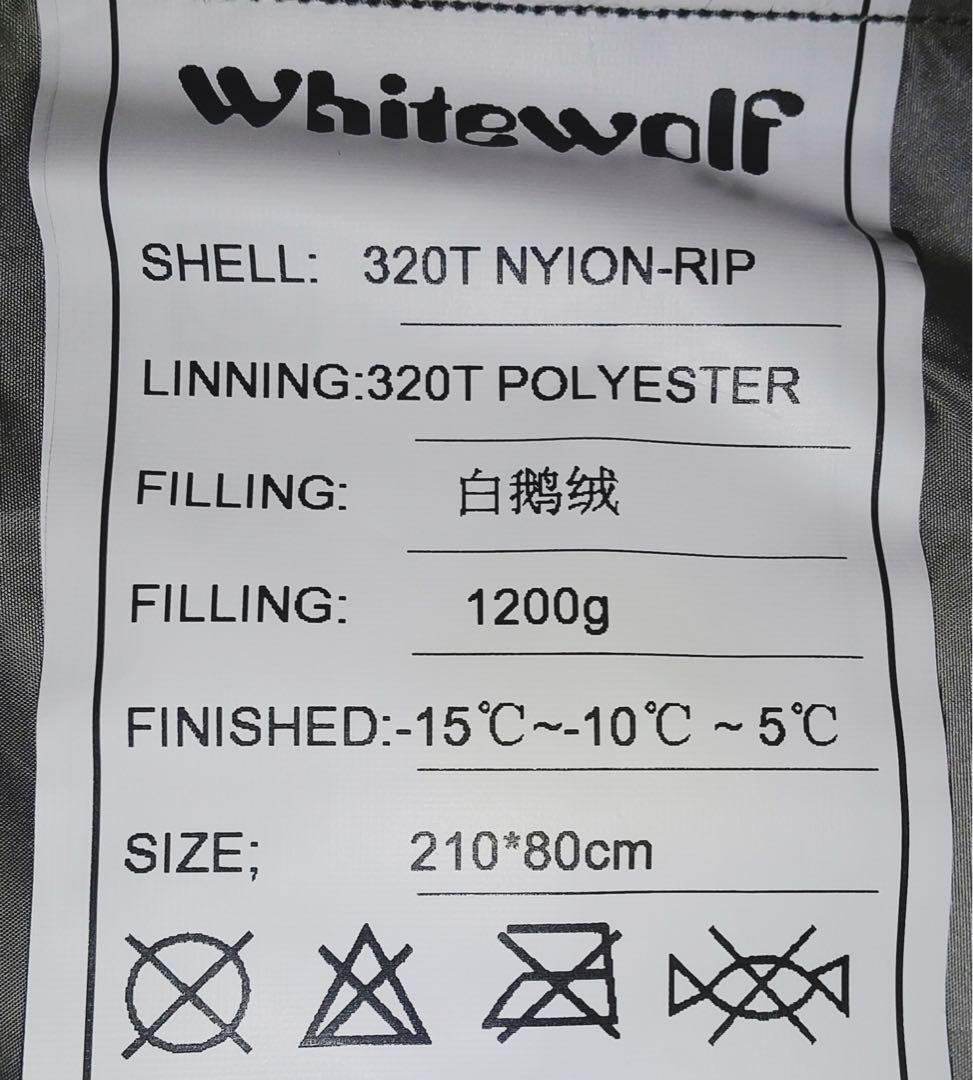 Whitewolf
SHELL: 320T NYION-RIP
LINNING:320T POLYESTER
FILLING: 白鹅绒
FILLING: 1200g
FINISHED:-15℃~-10℃ ~ 5℃
SIZE; 210*80cm